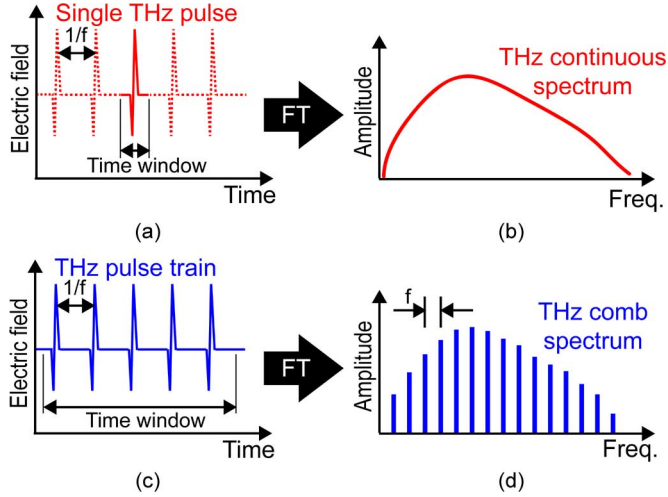 Single THz pulse
1/f
Electric field
Time window
Time
(a)
FT
THz continuous
spectrum
Amplitude
Freq.
(b)
THz pulse train
1/f
Electric field
Time window
Time
(c)
FT
f
THz comb
spectrum
Amplitude
Freq.
(d)